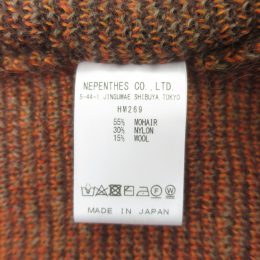 NEPENTHES CO., LTD.
5-44-1 JINGUMAE SHIBUYA, TOKYO
HM269
55% MOHAIR
30% NYLON
15% WOOL
MADE IN JAPAN